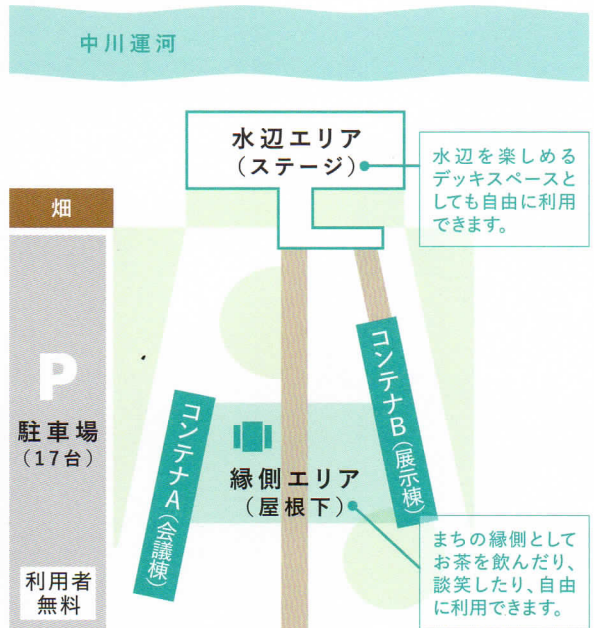 中川運河
水辺エリア
（ステージ）
水辺を楽しめる
デッキスペースと
しても自由に利用
できます。
畑
P
駐車場
（17台）
利用者
無料
コンテナA（会議棟）
コンテナB（展示棟）
縁側エリア
（屋根下）
まちの縁側として
お茶を飲んだり、
談笑したり、自由
に利用できます。